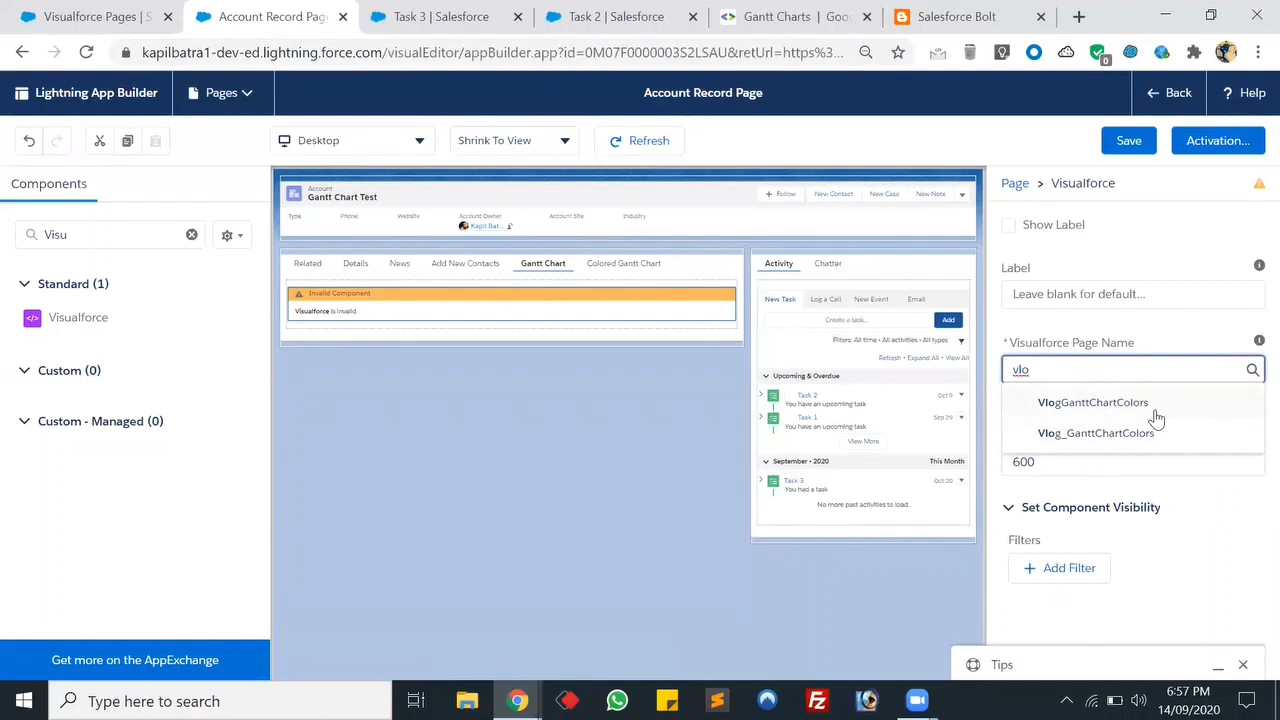 Visualforce Pages | S
Account Record Page
Task 3 | Salesforce
Task 2 | Salesforce
Gantt Charts | Goo
Salesforce Bolt
kapilbatra1-dev-ed.lightning.force.com/visualEditor/appBuilder.app?id=0M07F0000003S2LSAU&retUrl=https%3...
0
Lightning App Builder
Pages
Account Record Page
Back
? Help
Desktop
Shrink To View
Refresh
Save
Activation...
Components
Visu
Standard (1)
Visualforce
Custom (0)
Custom - Managed (0)
Get more on the AppExchange
Account
Gantt Chart Test
+ Follow
New Contact
New Case
New Note
Type
Phone
Website
Account Owner
Account Site
Industry
Kapil Bat...
Related
Details
News
Add New Contacts
Gantt Chart
Colored Gantt Chart
Invalid Component
Visualforce is invalid.
Activity
Chatter
New Task
Log a Call
New Event
Email
Create a task...
Add
Filters: All time • All activities • All types
Refresh • Expand All • View All
Upcoming & Overdue
Task 2
Oct 9
You have an upcoming task
Task 1
Sep 29
You have an upcoming task
View More
September • 2020
This Month
Task 3
Oct 20
You had a task
No more past activities to load.
Page > Visualforce
Show Label
Label
Leave blank for default...
* Visualforce Page Name
vlo
VlogGanttChartColors
Vlog_GanttChartColors
600
Set Component Visibility
Filters
+ Add Filter
Tips
Type here to search
6:57 PM
14/09/2020